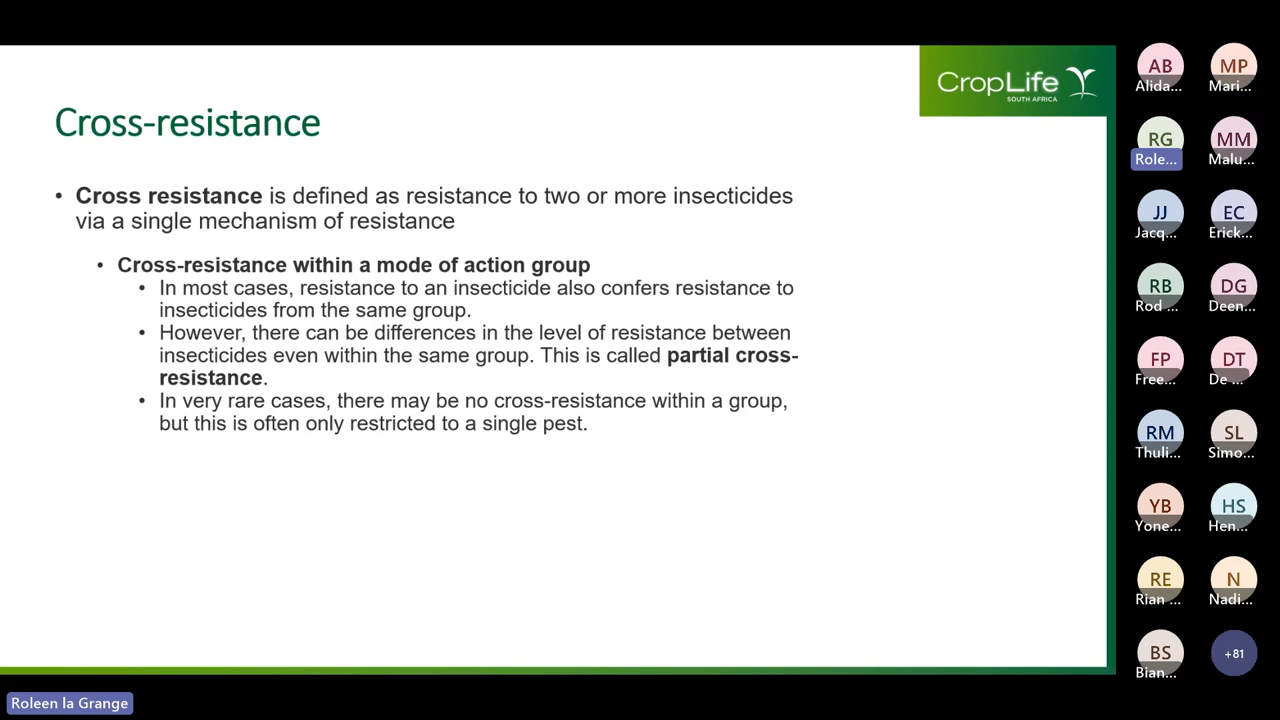 CropLife
SOUTH AFRICA
Cross-resistance
• Cross resistance is defined as resistance to two or more insecticides
via a single mechanism of resistance
• Cross-resistance within a mode of action group
• In most cases, resistance to an insecticide also confers resistance to
insecticides from the same group.
• However, there can be differences in the level of resistance between
insecticides even within the same group. This is called partial cross-
resistance.
• In very rare cases, there may be no cross-resistance within a group,
but this is often only restricted to a single pest.
AB
Alida...
MP
Mari...
RG
Role...
MM
Malu...
JJ
Jacq...
EC
Erick...
RB
Rod ...
DG
Deen...
FP
Free...
DT
De ...
RM
Thuli...
SL
Simo...
YB
Yone...
HS
Hen...
RE
Rian ...
N
Nadi...
BS
Bian...
+81
Roleen la Grange